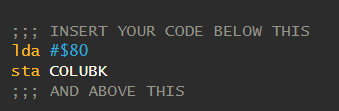 ;;; INSERT YOUR CODE BELOW THIS
lda #$80
sta COLUBK
;;; AND ABOVE THIS